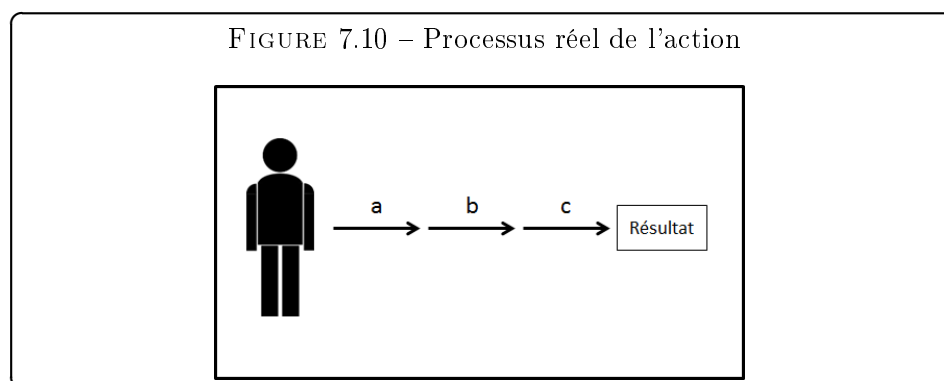 FIGURE 7.10 – Processus réel de l'action
a b c
Résultat